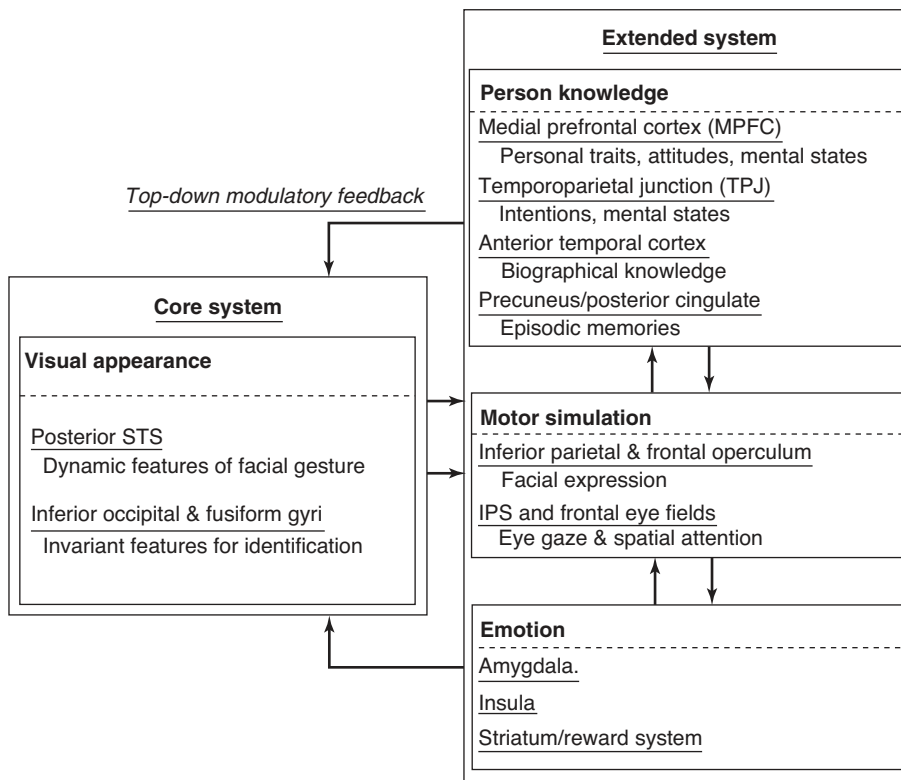 Extended system
Person knowledge
Medial prefrontal cortex (MPFC)
Personal traits, attitudes, mental states
Temporoparietal junction (TPJ)
Intentions, mental states
Anterior temporal cortex
Biographical knowledge
Precuneus/posterior cingulate
Episodic memories
Top-down modulatory feedback
Core system
Visual appearance
Posterior STS
Dynamic features of facial gesture
Inferior occipital & fusiform gyri
Invariant features for identification
Motor simulation
Inferior parietal & frontal operculum
Facial expression
IPS and frontal eye fields
Eye gaze & spatial attention
Emotion
Amygdala.
Insula
Striatum/reward system